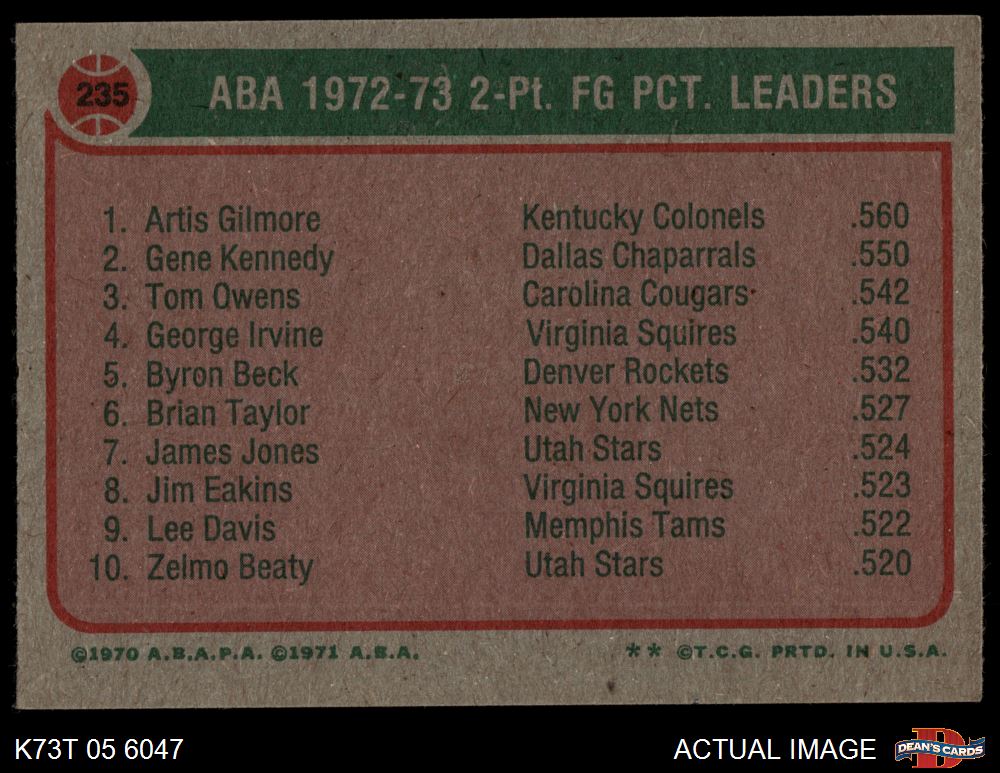 235
ABA 1972-73 2-Pt. FG PCT. LEADERS
1. Artis Gilmore Kentucky Colonels .560
2. Gene Kennedy Dallas Chaparrals .550
3. Tom Owens Carolina Cougars .542
4. George Irvine Virginia Squires .540
5. Byron Beck Denver Rockets .532
6. Brian Taylor New York Nets .527
7. James Jones Utah Stars .524
8. Jim Eakins Virginia Squires .523
9. Lee Davis Memphis Tams .522
10. Zelmo Beaty Utah Stars .520
©1970 A.B.A.P.A. ©1971 A.B.A. ** ©T.C.G. PRTD. IN U.S.A.
K73T 05 6047 ACTUAL IMAGE D DEAN'S CARDS